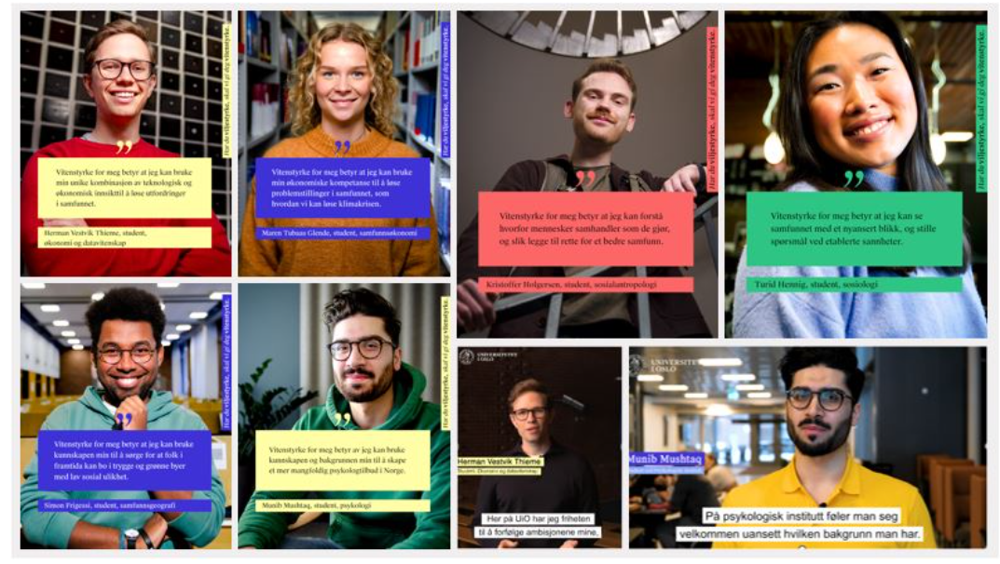 Har du viljestyrke, skal vi gi deg vitenstyrke.
”
Vitenstyrke for meg betyr at jeg kan bruke
min unike kombinasjon av teknologisk og
økonomisk innsikttil å løse utfordringer
i samfunnet.
Herman Vestvik Thieme, student,
økonomi og datavitenskap
Har du viljestyrke, skal vi gi deg vitenstyrke.
”
Vitenstyrke for meg betyr at jeg kan bruke
min økonomiske kompetanse til å løse
problemstillinger i samfunnet, som
hvordan vi kan løse klimakrisen.
Maren Tubaas Glende, student, samfunnsøkonomi
Har du viljestyrke, skal vi gi deg vitenstyrke.
”
Vitenstyrke for meg betyr at jeg kan forstå
hvorfor mennesker samhandler som de gjør,
og slik legge til rette for et bedre samfunn.
Kristoffer Holgersen, student, sosialantropologi
Har du viljestyrke, skal vi gi deg vitenstyrke.
”
Vitenstyrke for meg betyr at jeg kan se
samfunnet med et nyansert blikk, og stille
spørsmål ved etablerte sannheter.
Turid Hennig, student, sosiologi
Har du viljestyrke, skal vi gi deg vitenstyrke.
”
Vitenstyrke for meg betyr at jeg kan bruke
kunnskapen min til å sørge for at folk i
framtida kan bo i trygge og grønne byer
med lav sosial ulikhet.
Simon Frigessi, student, samfunnsgeografi
Har du viljestyrke, skal vi gi deg vitenstyrke.
”
Vitenstyrke for meg betyr av jeg kan bruke
kunnskapen og bakgrunnen min til å skape
et mer mangfoldig psykologtilbud i Norge.
Munib Mushtaq, student, psykologi
UNIVERSITETET
I OSLO
Herman Vestvik Thieme
Student, Økonomi og datavitenskap
Her på UiO har jeg friheten
til å forfølge ambisjonene mine,
UNIVERSITETET
I OSLO
Munib Mushtaq
På psykologisk institutt føler man seg
velkommen uansett hvilken bakgrunn man har.